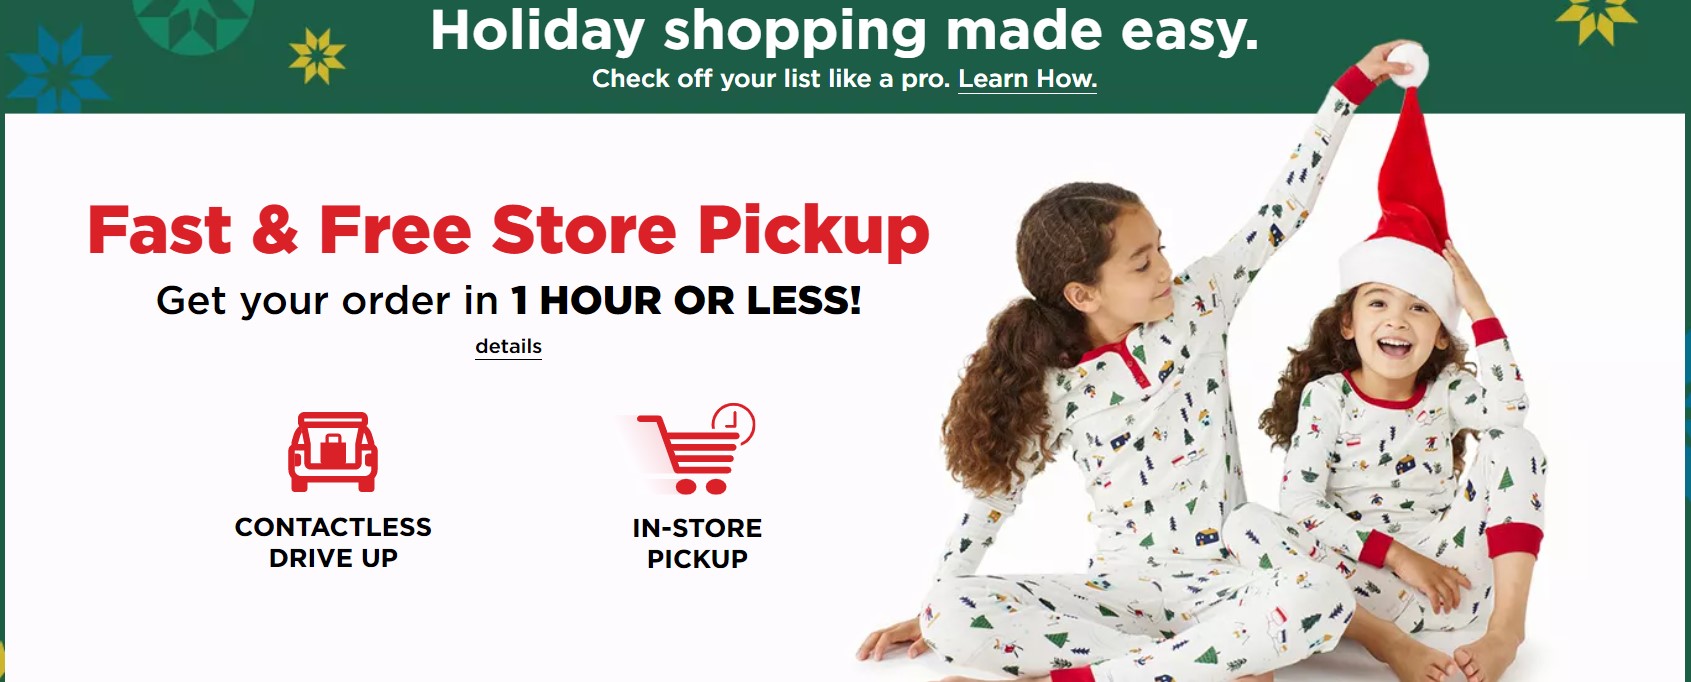 Holiday shopping made easy.
Check off your list like a pro. Learn How.
Fast & Free Store Pickup
Get your order in 1 HOUR OR LESS!
details
CONTACTLESS
DRIVE UP
IN-STORE
PICKUP